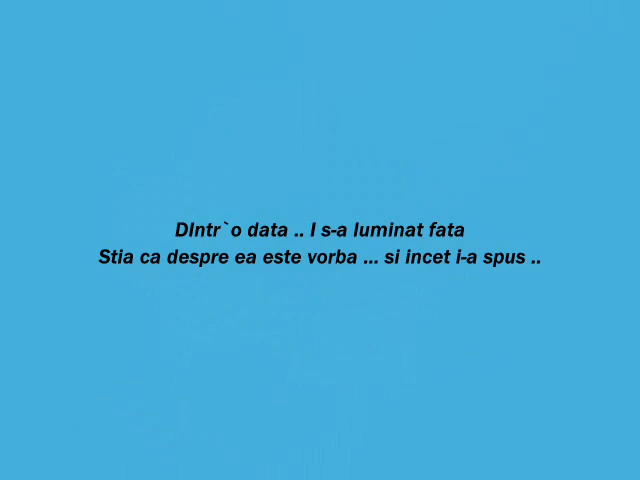 DIntr`o data .. I s-a luminat fata
Stia ca despre ea este vorba ... si incet i-a spus ..